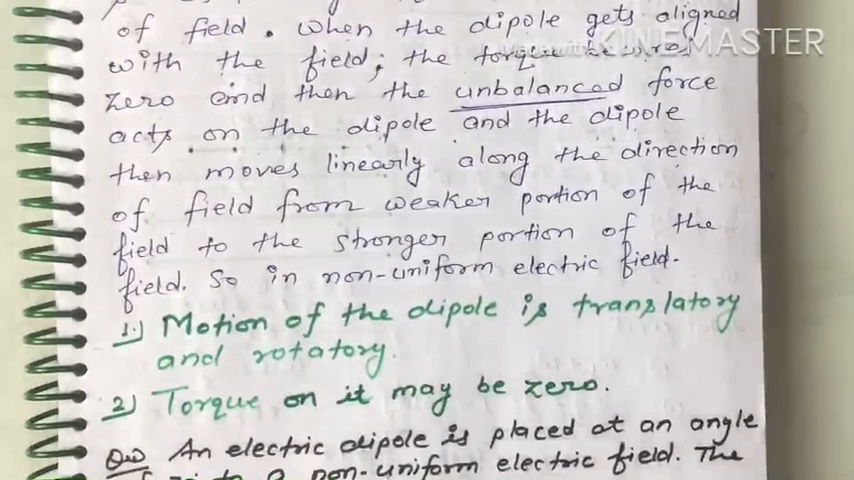 of field. When the dipole gets aligned
with the field; the torque
KINEMASTER
zero and then the unbalanced force
acts on the dipole and the dipole
then moves linearly along the direction
of field from weaker portion of the
field to the stronger portion of the
field. So in non-uniform electric field.
1.) Motion of the dipole is translatory
and rotatory.
2) Torque on it may be zero.
An electric dipole is placed at an angle
non-uniform electric field. The